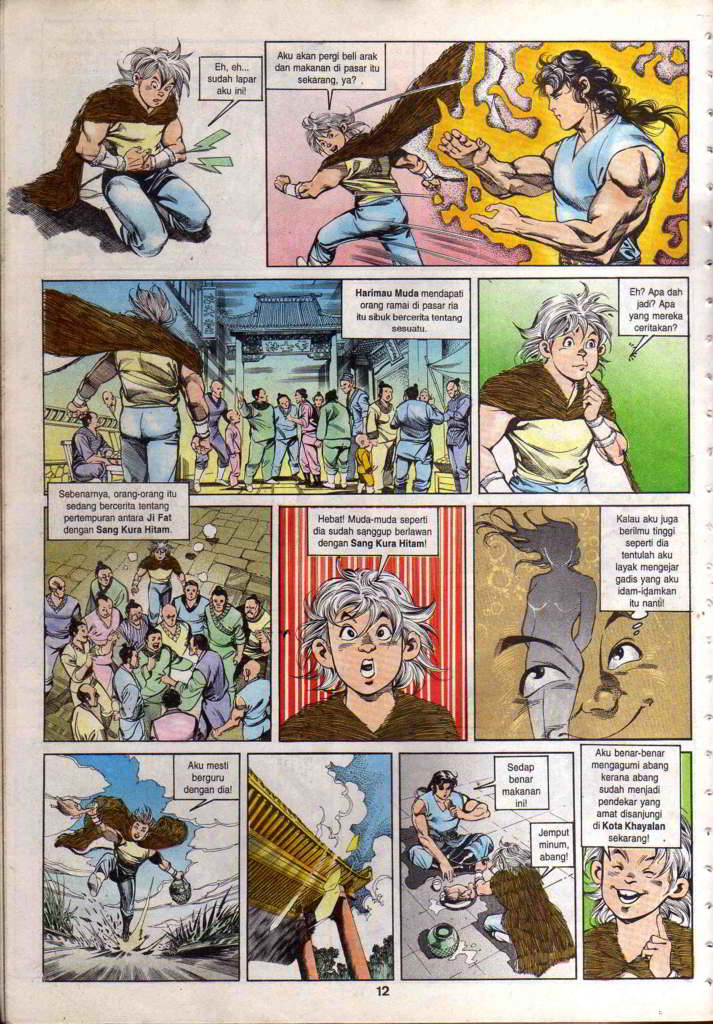 Eh, eh...
sudah lapar
aku ini!
Aku akan pergi beli arak
dan makanan di pasar itu
sekarang, ya?
Harimau Muda mendapati
orang ramai di pasar ria
itu sibuk bercerita tentang
sesuatu.
Eh? Apa dah
jadi? Apa
yang mereka
ceritakan?
Sebenarnya, orang-orang itu
sedang bercerita tentang
pertempuran antara Ji Fat
dengan Sang Kura Hitam.
Hebat! Muda-muda seperti
dia sudah sanggup berlawan
dengan Sang Kura Hitam!
Kalau aku juga
berilmu tinggi
seperti dia
tentulah aku
layak mengejar
gadis yang aku
idam-idamkan
itu nanti!
Aku mesti
berguru
dengan dia!
Sedap
benar
makanan
ini!
Jemput
minum,
abang!
Aku benar-benar
mengagumi abang
kerana abang
sudah menjadi
pendekar yang
amat disanjungi
di Kota Khayalan
sekarang!
12